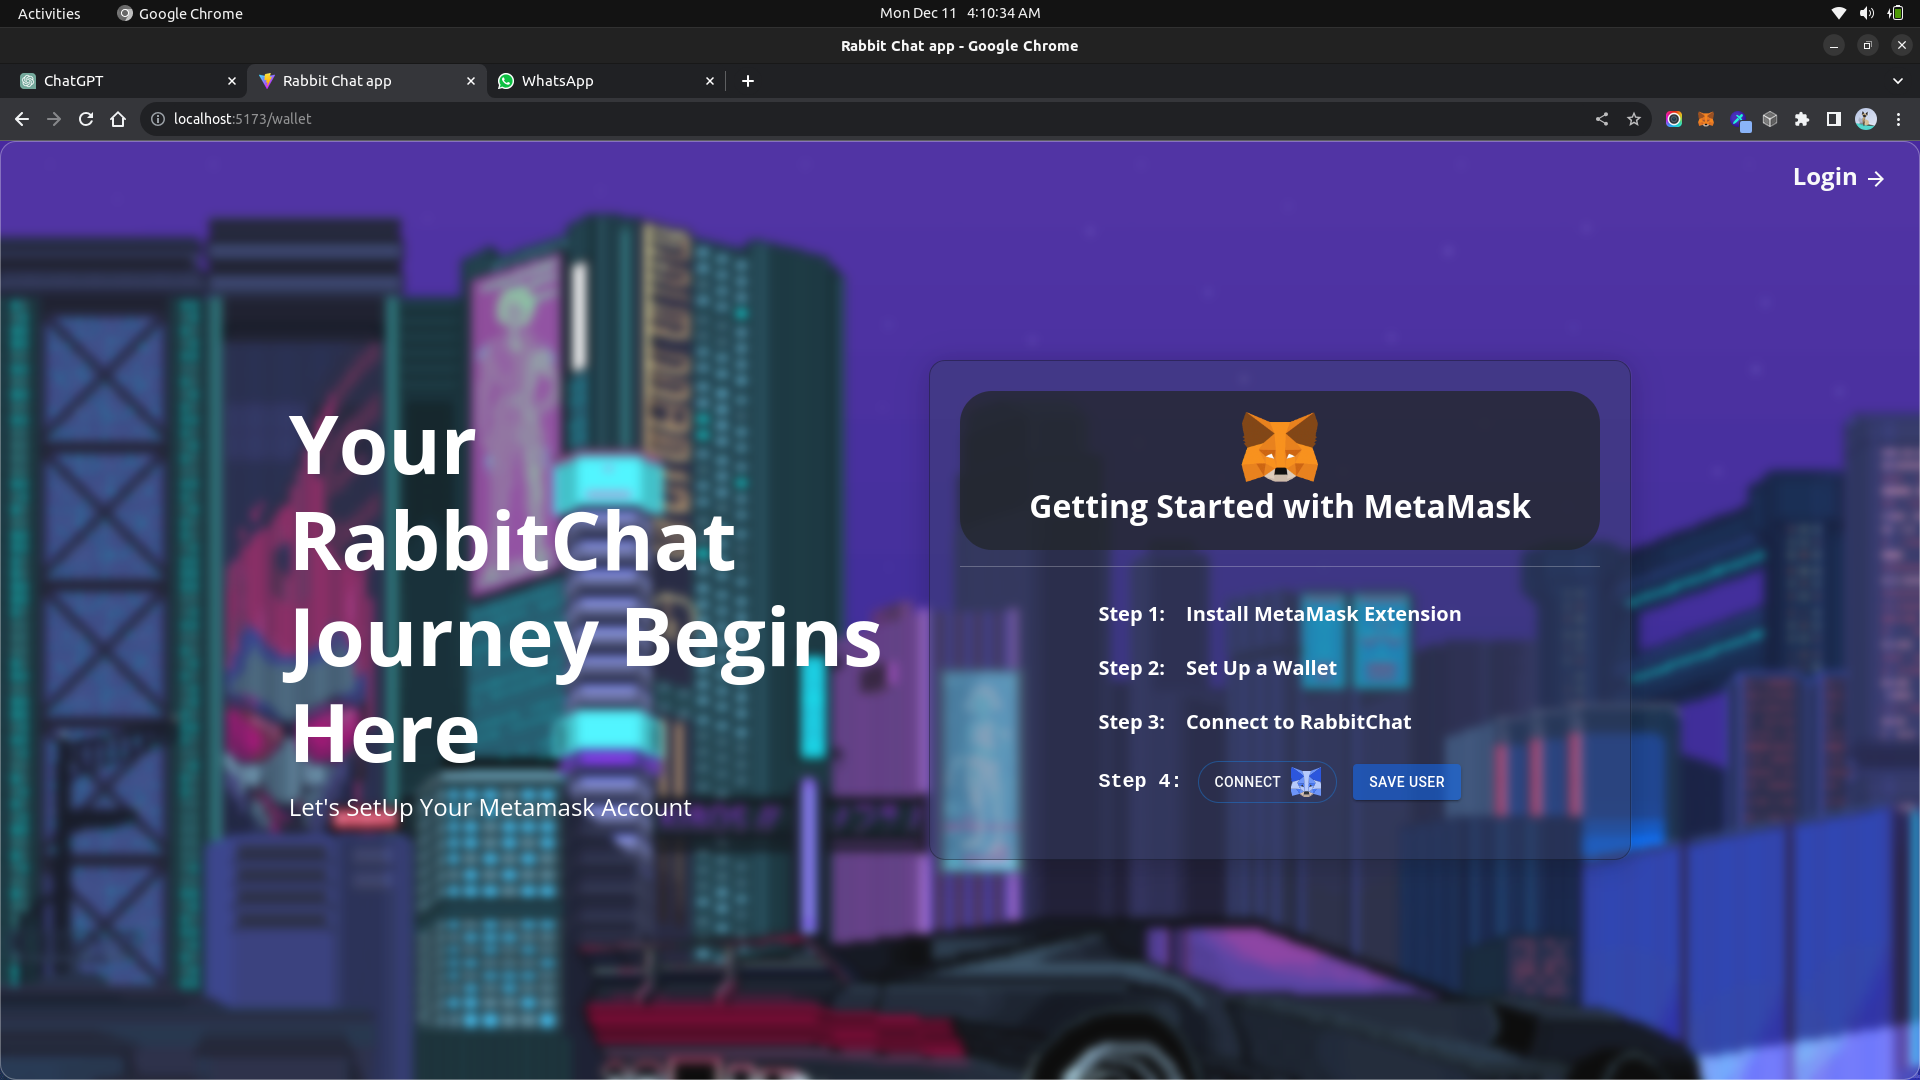 Activities
Google Chrome
Mon Dec 11 4:10:34 AM
Rabbit Chat app - Google Chrome
ChatGPT
Rabbit Chat app
WhatsApp
localhost:5173/wallet
Login →
Your
RabbitChat
Journey Begins
Here
Let's SetUp Your Metamask Account
Getting Started with MetaMask
Step 1: Install MetaMask Extension
Step 2: Set Up a Wallet
Step 3: Connect to RabbitChat
Step 4: CONNECT SAVE USER